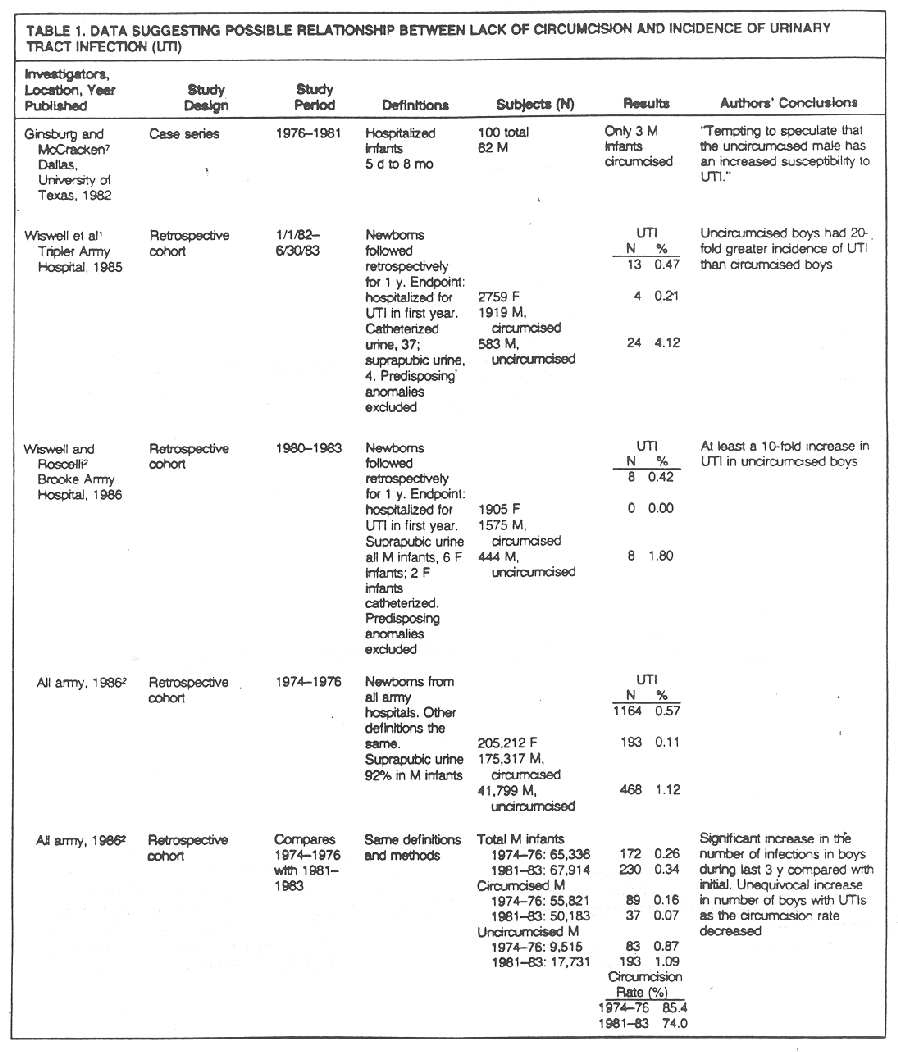 TABLE 1. DATA SUGGESTING POSSIBLE RELATIONSHIP BETWEEN LACK OF CIRCUMCISION AND INCIDENCE OF URINARY
TRACT INFECTION (UTI)
Investigators,
Location, Year
Published
Study
Design
Study
Period
Definitions
Subjects (N)
Results
Authors' Conclusions
Ginsburg and
McCracken⁷
Dallas,
University of
Texas, 1982
Case series
1976–1981
Hospitalized
infants
5 d to 8 mo
100 total
62 M
Only 3 M
infants
circumcised
"Tempting to speculate that
the uncircumcised male has
an increased susceptibility to
UTI."
Wiswell et al¹
Tripler Army
Hospital, 1985
Retrospective
cohort
1/1/82–
6/30/83
Newborns
followed
retrospectively
for 1 y. Endpoint:
hospitalized for
UTI in first year.
Catheterized
urine, 37;
suprapubic urine,
4. Predisposing
anomalies
excluded
2759 F
1919 M,
circumcised
583 M,
uncircumcised
UTI
N %
13 0.47
4 0.21
24 4.12
Uncircumcised boys had 20-
fold greater incidence of UTI
than circumcised boys
Wiswell and
Roscelli²
Brooke Army
Hospital, 1986
Retrospective
cohort
1980–1983
Newborns
followed
retrospectively
for 1 y. Endpoint:
hospitalized for
UTI in first year.
Suprapubic urine
all M infants, 6 F
infants; 2 F
infants
catheterized.
Predisposing
anomalies
excluded
1905 F
1575 M,
circumcised
444 M,
uncircumcised
UTI
N %
8 0.42
0 0.00
8 1.80
At least a 10-fold increase in
UTI in uncircumcised boys
All army, 1986²
Retrospective
cohort
1974–1976
Newborns from
all army
hospitals. Other
definitions the
same.
Suprapubic urine
92% in M infants
205,212 F
175,317 M,
circumcised
41,799 M,
uncircumcised
UTI
N %
1164 0.57
193 0.11
468 1.12
All army, 1986²
Retrospective
cohort
Compares
1974–1976
with 1981–
1983
Same definitions
and methods
Total M infants
1974–76: 65,336
1981–83: 67,914
Circumcised M
1974–76: 55,821
1981–83: 50,183
Uncircumcised M
1974–76: 9,515
1981–83: 17,731
172 0.26
230 0.34
89 0.16
37 0.07
83 0.87
193 1.09
Circumcision
Rate (%)
1974–76 85.4
1981–83 74.0
Significant increase in the
number of infections in boys
during last 3 y compared with
initial. Unequivocal increase
in number of boys with UTIs
as the circumcision rate
decreased